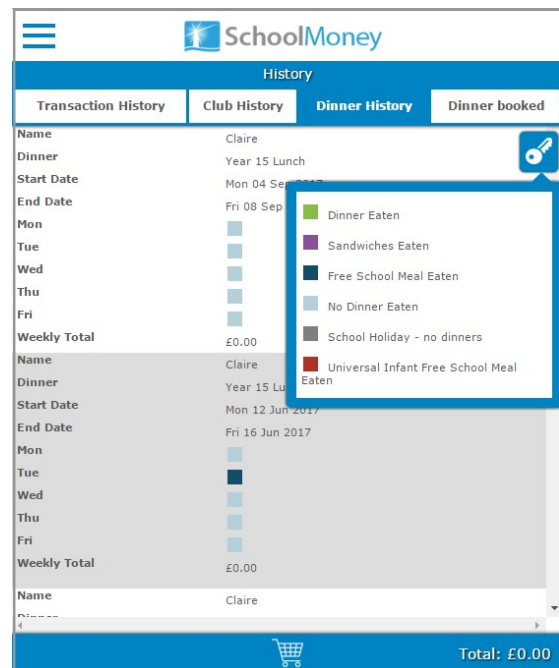 SchoolMoney
History
Transaction History Club History Dinner History Dinner booked
Name Claire
Dinner Year 15 Lunch
Start Date Mon 04 Sep 2017
End Date Fri 08 Sep
Mon
Tue
Wed
Thu
Fri
Weekly Total £0.00
Dinner Eaten
Sandwiches Eaten
Free School Meal Eaten
No Dinner Eaten
School Holiday - no dinners
Universal Infant Free School Meal
Eaten
Name Claire
Dinner Year 15 Lu
Start Date Mon 12 Jun 2017
End Date Fri 16 Jun 2017
Mon
Tue
Wed
Thu
Fri
Weekly Total £0.00
Name Claire
Dinner
Total: £0.00